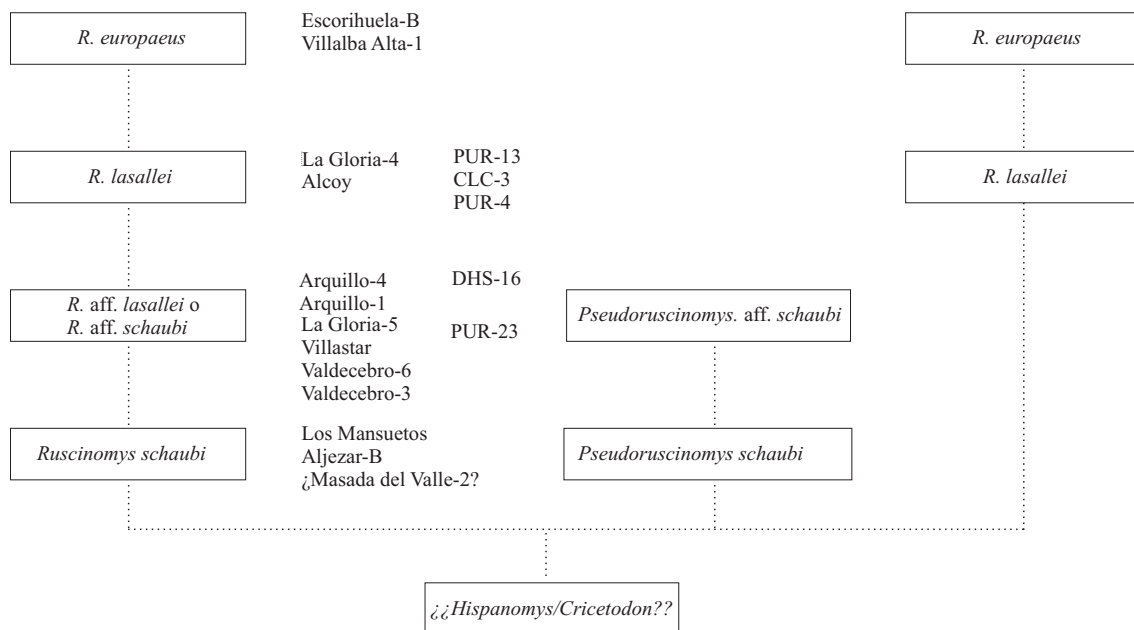 R. europaeus
Escorihuela-B
Villalba Alta-1
R. europaeus
R. lasallei
La Gloria-4
Alcoy
PUR-13
CLC-3
PUR-4
R. lasallei
R. aff. lasallei o
R. aff. schaubi
Arquillo-4
Arquillo-1
La Gloria-5
Villastar
Valdecebro-6
Valdecebro-3
DHS-16
PUR-23
Pseudoruscinomys. aff. schaubi
Ruscinomys schaubi
Los Mansuetos
Aljezar-B
¿Masada del Valle-2?
Pseudoruscinomys schaubi
¿¿Hispanomys/Cricetodon??